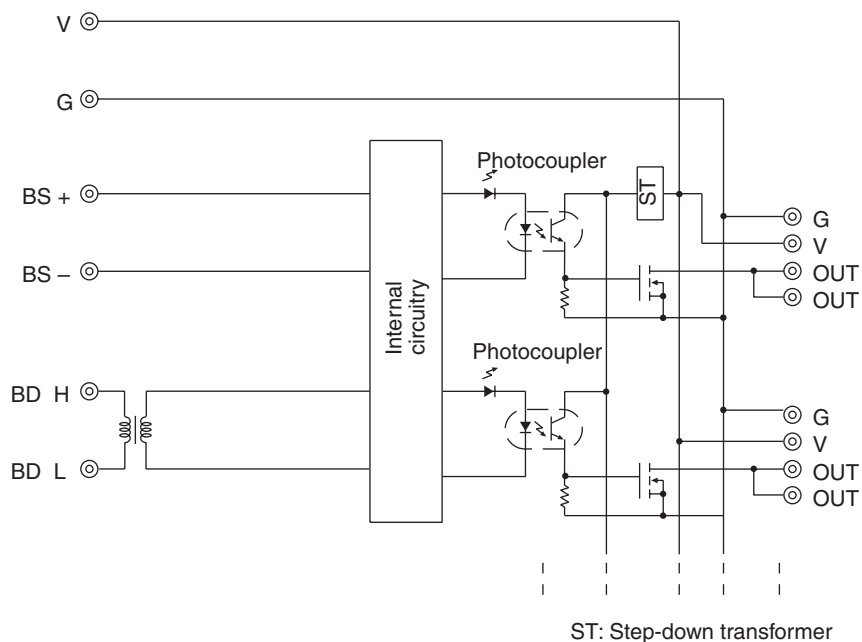 V
G
Photocoupler
BS +
ST
G
V
BS –
OUT
OUT
Internal
circuitry
Photocoupler
BD H
G
V
BD L
OUT
OUT
ST: Step-down transformer